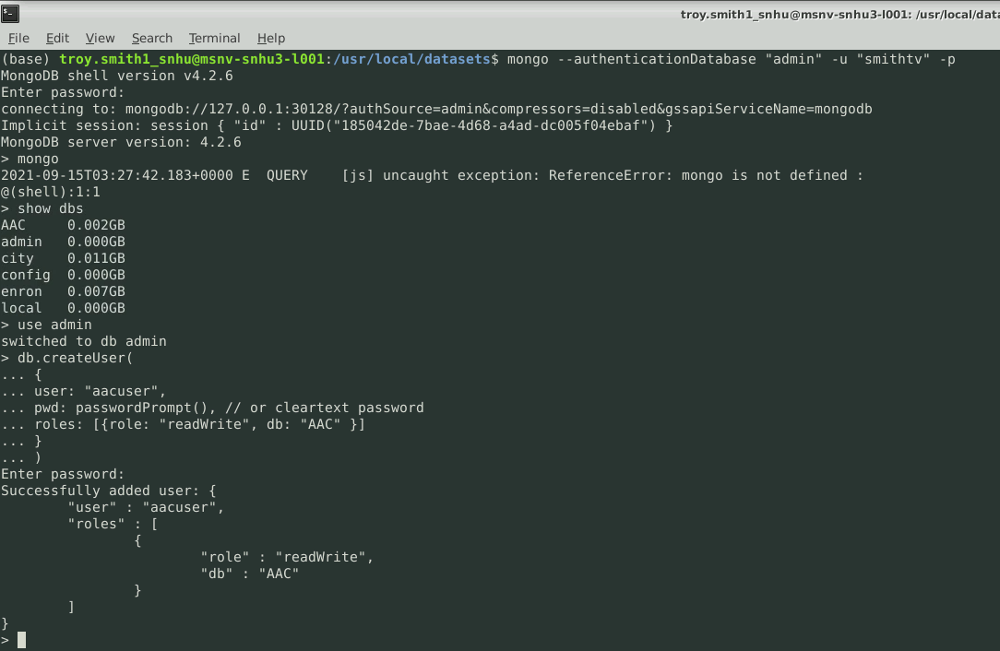 troy.smith1_snhu@msnv-snhu3-l001: /usr/local/data
File Edit View Search Terminal Help
(base) troy.smith1_snhu@msnv-snhu3-l001:/usr/local/datasets$ mongo --authenticationDatabase "admin" -u "smithtv" -p
MongoDB shell version v4.2.6
Enter password:
connecting to: mongodb://127.0.0.1:30128/?authSource=admin&compressors=disabled&gssapiServiceName=mongodb
Implicit session: session { "id" : UUID("185042de-7bae-4d68-a4ad-dc005f04ebaf") }
MongoDB server version: 4.2.6
> mongo
2021-09-15T03:27:42.183+0000 E  QUERY    [js] uncaught exception: ReferenceError: mongo is not defined :
@(shell):1:1
> show dbs
AAC     0.002GB
admin   0.000GB
city    0.011GB
config  0.000GB
enron   0.007GB
local   0.000GB
> use admin
switched to db admin
> db.createUser(
... {
... user: "aacuser",
... pwd: passwordPrompt(), // or cleartext password
... roles: [{role: "readWrite", db: "AAC" }]
... }
... )
Enter password:
Successfully added user: {
        "user" : "aacuser",
        "roles" : [
                {
                        "role" : "readWrite",
                        "db" : "AAC"
                }
        ]
}
>